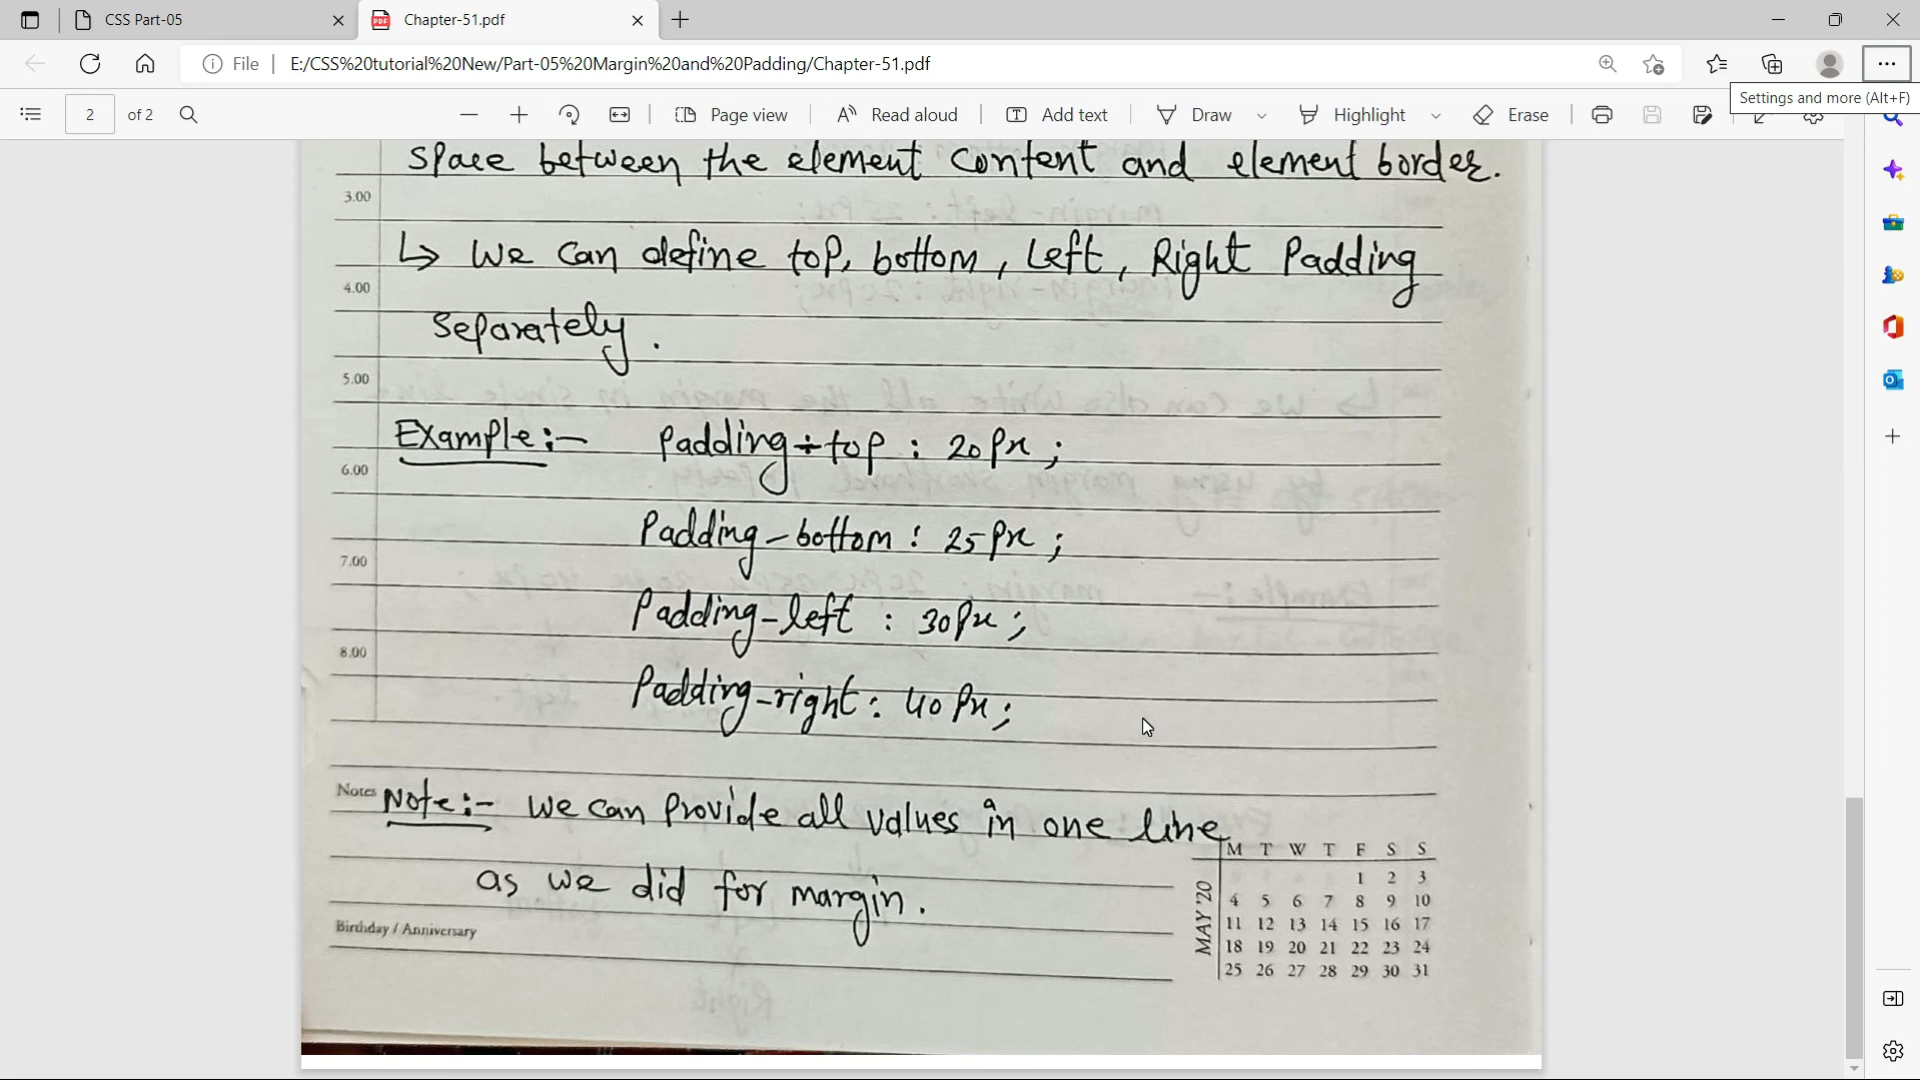 CSS Part-05
Chapter-51.pdf
File
E:/CSS%20tutorial%20New/Part-05%20Margin%20and%20Padding/Chapter-51.pdf
Settings and more (Alt+F)
2 of 2
Page view
Read aloud
Add text
Draw
Highlight
Erase
space between the element content and element border.
3.00
↳ We can define top, bottom, Left, Right Padding
4.00
separately.
5.00
Example:- Padding-top : 20px ;
6.00
Padding-bottom : 25px ;
7.00
Padding-left : 30px ;
8.00
Padding-right : 40px ;
Notes
Note:- We can Provide all values in one line
as we did for margin.
Birthday / Anniversary
MAY '20
M T W T F S S
1 2 3
4 5 6 7 8 9 10
11 12 13 14 15 16 17
18 19 20 21 22 23 24
25 26 27 28 29 30 31